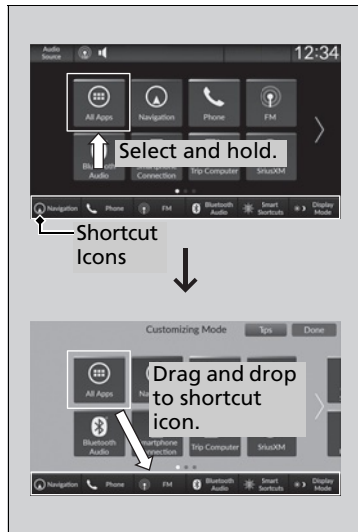 Audio
Source
12:34
All Apps
Navigation
Phone
FM
Select and hold.
Audio
Connection
Trip Computer
SiriusXM
Navigation
Phone
FM
Bluetooth
Audio
Smart
Shortcuts
Display
Mode
Shortcut
Icons
Customizing Mode
Tips
Done
All Apps
Drag and drop
to shortcut
icon.
Bluetooth
Audio
Connection
Trip Computer
SiriusXM
Navigation
Phone
FM
Bluetooth
Audio
Smart
Shortcuts
Display
Mode